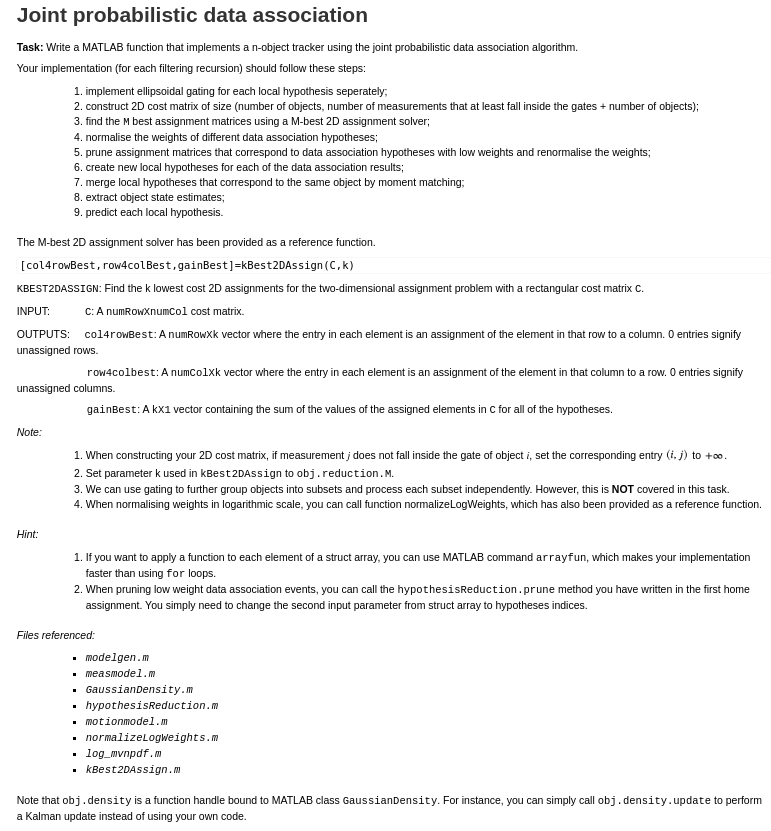 Joint probabilistic data association
Task: Write a MATLAB function that implements a n-object tracker using the joint probabilistic data association algorithm.
Your implementation (for each filtering recursion) should follow these steps:
1. implement ellipsoidal gating for each local hypothesis seperately;
2. construct 2D cost matrix of size (number of objects, number of measurements that at least fall inside the gates + number of objects);
3. find the M best assignment matrices using a M-best 2D assignment solver;
4. normalise the weights of different data association hypotheses;
5. prune assignment matrices that correspond to data association hypotheses with low weights and renormalise the weights;
6. create new local hypotheses for each of the data association results;
7. merge local hypotheses that correspond to the same object by moment matching;
8. extract object state estimates;
9. predict each local hypothesis.
The M-best 2D assignment solver has been provided as a reference function.
[col4rowBest,row4colBest,gainBest]=kBest2DAssign(C,k)
KBEST2DASSIGN: Find the k lowest cost 2D assignments for the two-dimensional assignment problem with a rectangular cost matrix C.
INPUT: C: A numRowXnumCol cost matrix.
OUTPUTS: col4rowBest: A numRowXk vector where the entry in each element is an assignment of the element in that row to a column. 0 entries signify
unassigned rows.
row4colbest: A numColXk vector where the entry in each element is an assignment of the element in that column to a row. 0 entries signify
unassigned columns.
gainBest: A kX1 vector containing the sum of the values of the assigned elements in C for all of the hypotheses.
Note:
1. When constructing your 2D cost matrix, if measurement j does not fall inside the gate of object i, set the corresponding entry (i, j) to +∞.
2. Set parameter k used in kBest2DAssign to obj.reduction.M.
3. We can use gating to further group objects into subsets and process each subset independently. However, this is NOT covered in this task.
4. When normalising weights in logarithmic scale, you can call function normalizeLogWeights, which has also been provided as a reference function.
Hint:
1. If you want to apply a function to each element of a struct array, you can use MATLAB command arrayfun, which makes your implementation
faster than using for loops.
2. When pruning low weight data association events, you can call the hypothesisReduction.prune method you have written in the first home
assignment. You simply need to change the second input parameter from struct array to hypotheses indices.
Files referenced:
▪ modelgen.m
▪ measmodel.m
▪ GaussianDensity.m
▪ hypothesisReduction.m
▪ motionmodel.m
▪ normalizeLogWeights.m
▪ log_mvnpdf.m
▪ kBest2DAssign.m
Note that obj.density is a function handle bound to MATLAB class GaussianDensity. For instance, you can simply call obj.density.update to perform
a Kalman update instead of using your own code.